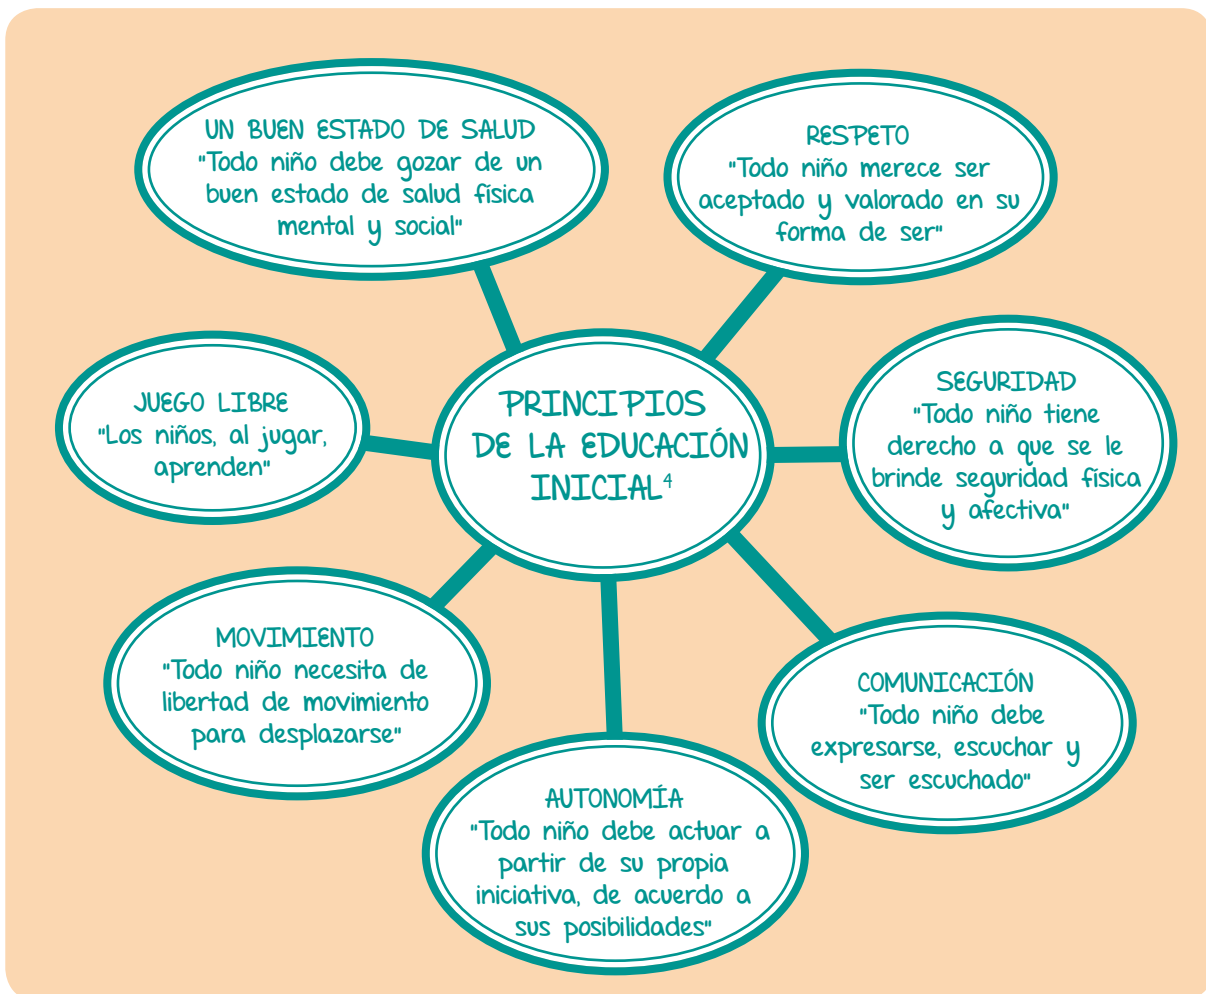 UN BUEN ESTADO DE SALUD
"Todo niño debe gozar de un
buen estado de salud física
mental y social"
RESPETO
"Todo niño merece ser
aceptado y valorado en su
forma de ser"
JUEGO LIBRE
"Los niños, al jugar,
aprenden"
PRINCIPIOS
DE LA EDUCACIÓN
INICIAL⁴
SEGURIDAD
"Todo niño tiene
derecho a que se le
brinde seguridad física
y afectiva"
MOVIMIENTO
"Todo niño necesita de
libertad de movimiento
para desplazarse"
COMUNICACIÓN
"Todo niño debe
expresarse, escuchar y
ser escuchado"
AUTONOMÍA
"Todo niño debe actuar a
partir de su propia
iniciativa, de acuerdo a
sus posibilidades"